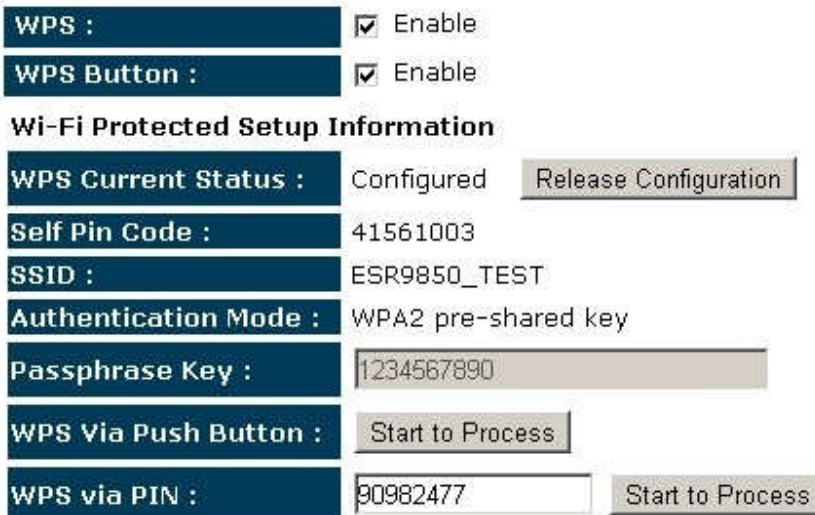 WPS : Enable
WPS Button : Enable
Wi-Fi Protected Setup Information
WPS Current Status : Configured Release Configuration
Self Pin Code : 41561003
SSID : ESR9850_TEST
Authentication Mode : WPA2 pre-shared key
Passphrase Key : 1234567890
WPS Via Push Button : Start to Process
WPS via PIN : 90982477 Start to Process